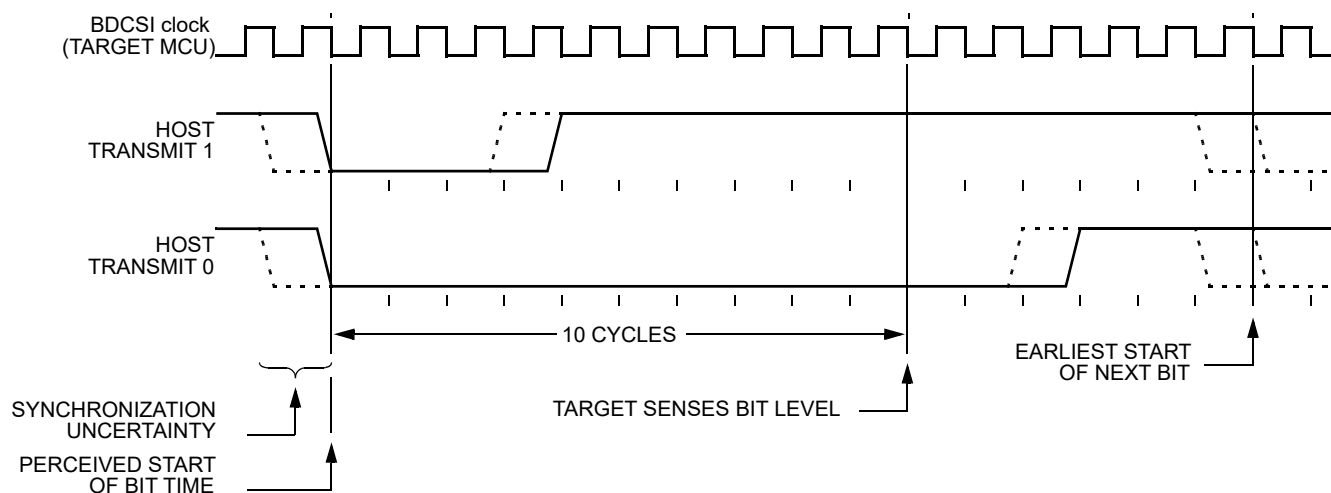 BDCSI clock
(TARGET MCU)
HOST
TRANSMIT 1
HOST
TRANSMIT 0
10 CYCLES
EARLIEST START
OF NEXT BIT
TARGET SENSES BIT LEVEL
SYNCHRONIZATION
UNCERTAINTY
PERCEIVED START
OF BIT TIME